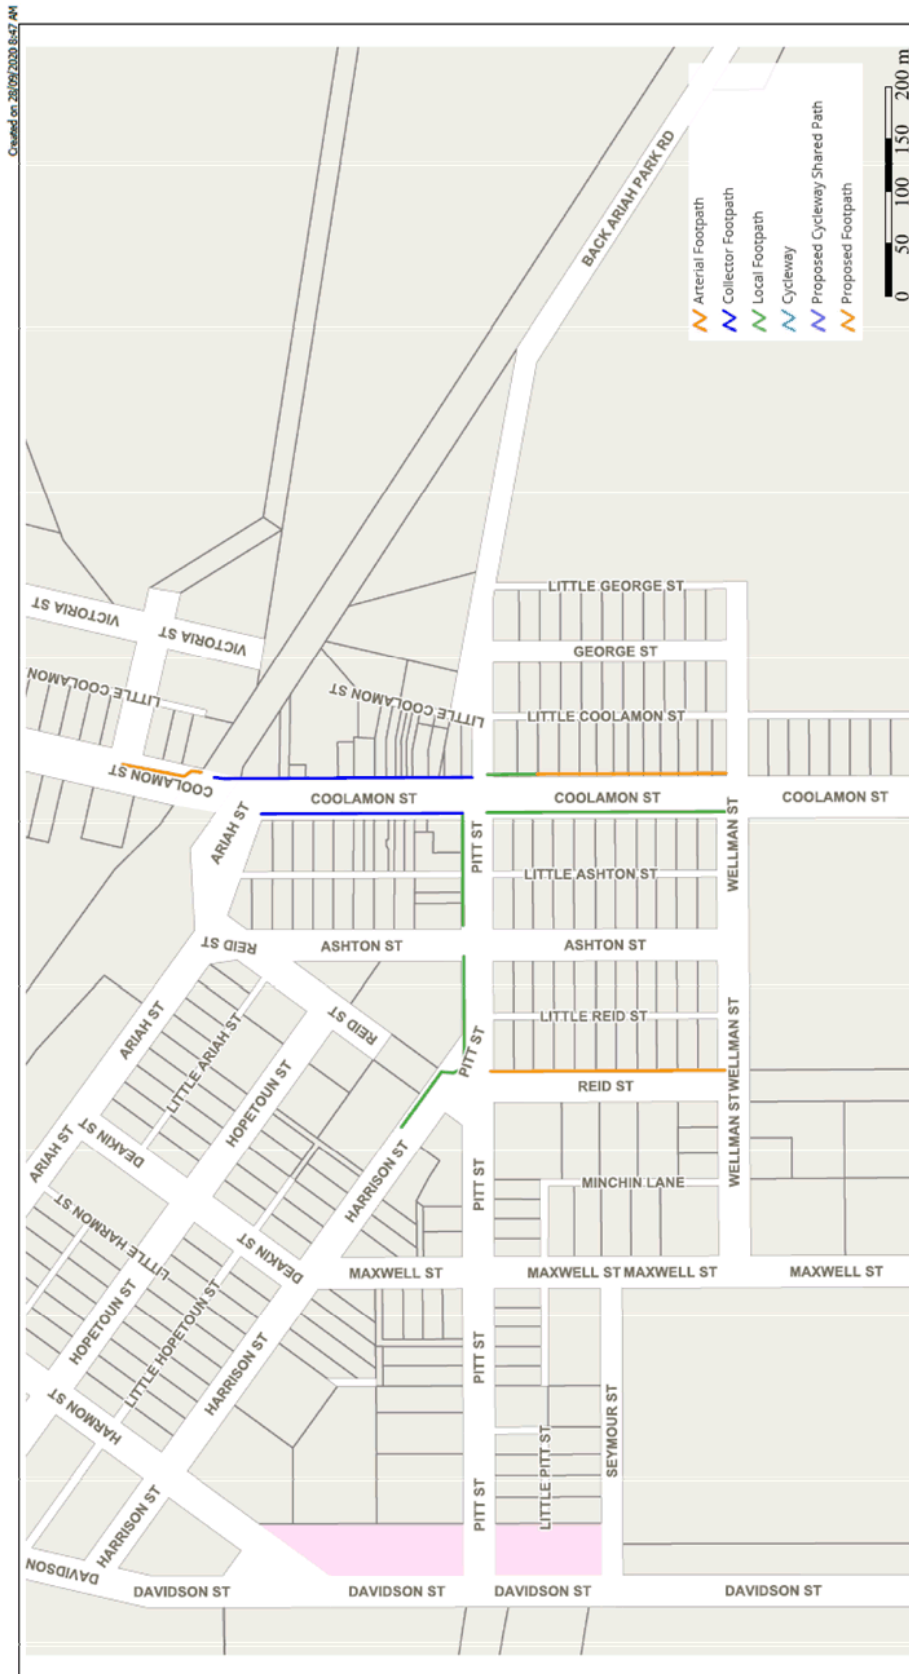 Created on 28/09/2020 8:47 AM
BACK ARIAH PARK RD
Arterial Footpath
Collector Footpath
Local Footpath
Cycleway
Proposed Cycleway Shared Path
Proposed Footpath
0 50 100 150 200 m
VICTORIA ST
VICTORIA ST
LITTLE COOLAMON
LITTLE COOLAMON ST
LITTLE GEORGE ST
GEORGE ST
LITTLE COOLAMON ST
COOLAMON ST
COOLAMON ST
COOLAMON ST
COOLAMON ST
ARIAH ST
PITT ST
LITTLE ASHTON ST
WELLMAN ST
REID ST
ASHTON ST
ASHTON ST
ARIAH ST
LITTLE ARIAH ST
REID ST
LITTLE REID ST
PITT ST
WELLMAN ST
REID ST
HOPETOUN ST
DEAKIN ST
ARIAH ST
HARRISON ST
PITT ST
MINCHIN LANE
WELLMAN ST
LITTLE HARMON ST
DEAKIN ST
MAXWELL ST
MAXWELL ST
MAXWELL ST
MAXWELL ST
HOPETOUN ST
LITTLE HOPETOUN ST
HARRISON ST
PITT ST
HARMON ST
SEYMOUR ST
LITTLE PITT ST
PITT ST
HARRISON ST
DAVIDSON
DAVIDSON ST
DAVIDSON ST
DAVIDSON ST
DAVIDSON ST